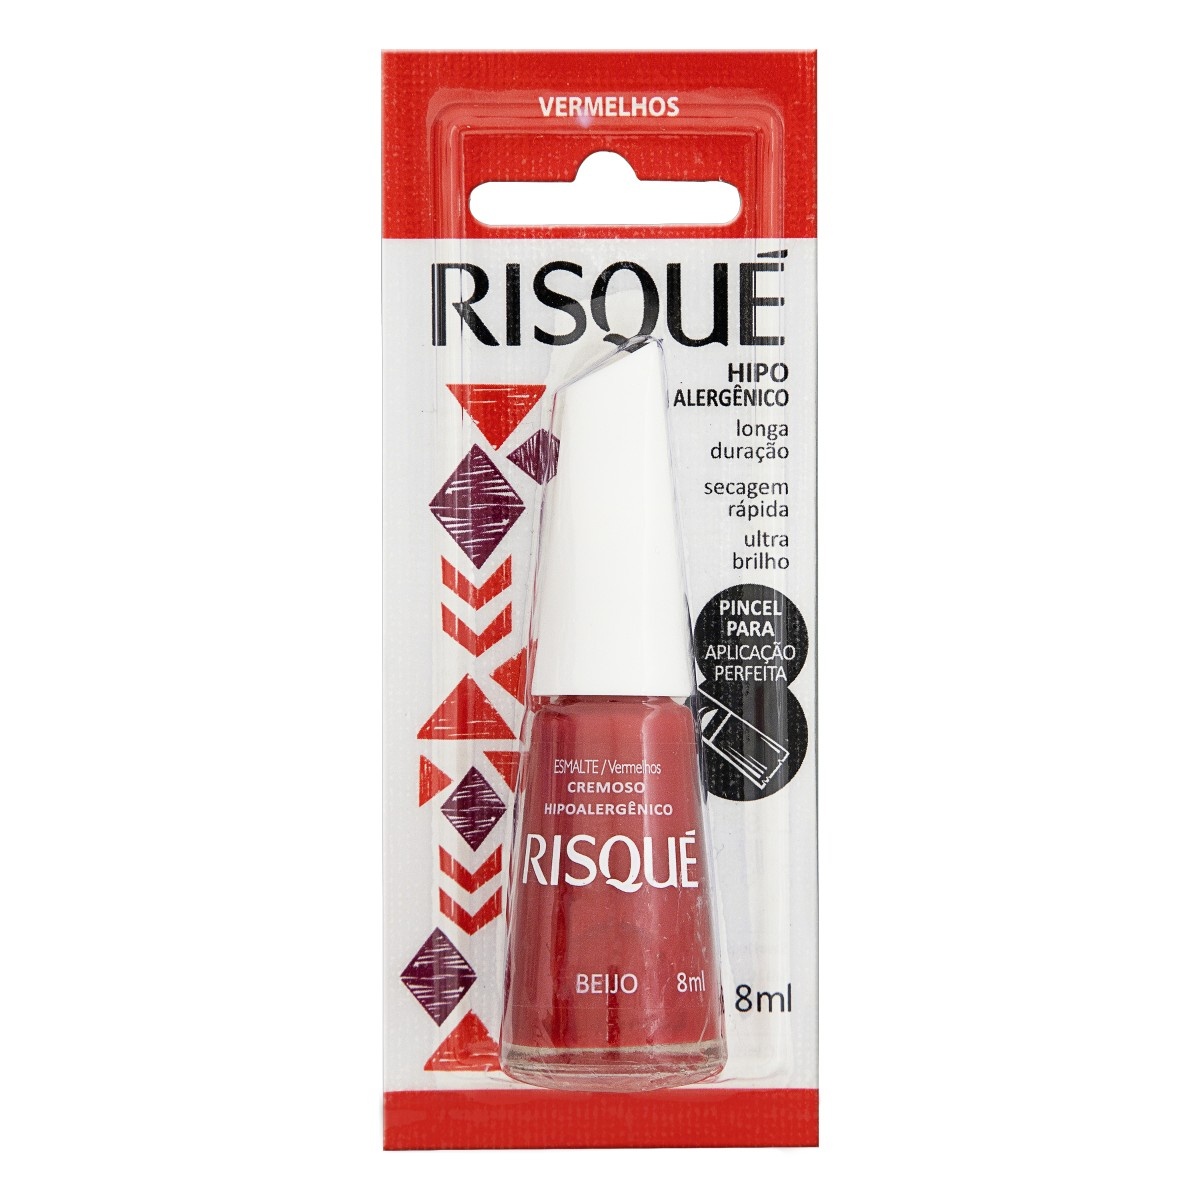 VERMELHOS
RISQUÉ
HIPO
ALERGÊNICO
longa
duração
secagem
rápida
ultra
brilho
PINCEL
PARA
APLICAÇÃO
PERFEITA
ESMALTE / Vermelhos
CREMOSO
HIPOALERGÊNICO
RISQUÉ
BEIJO 8ml
8ml